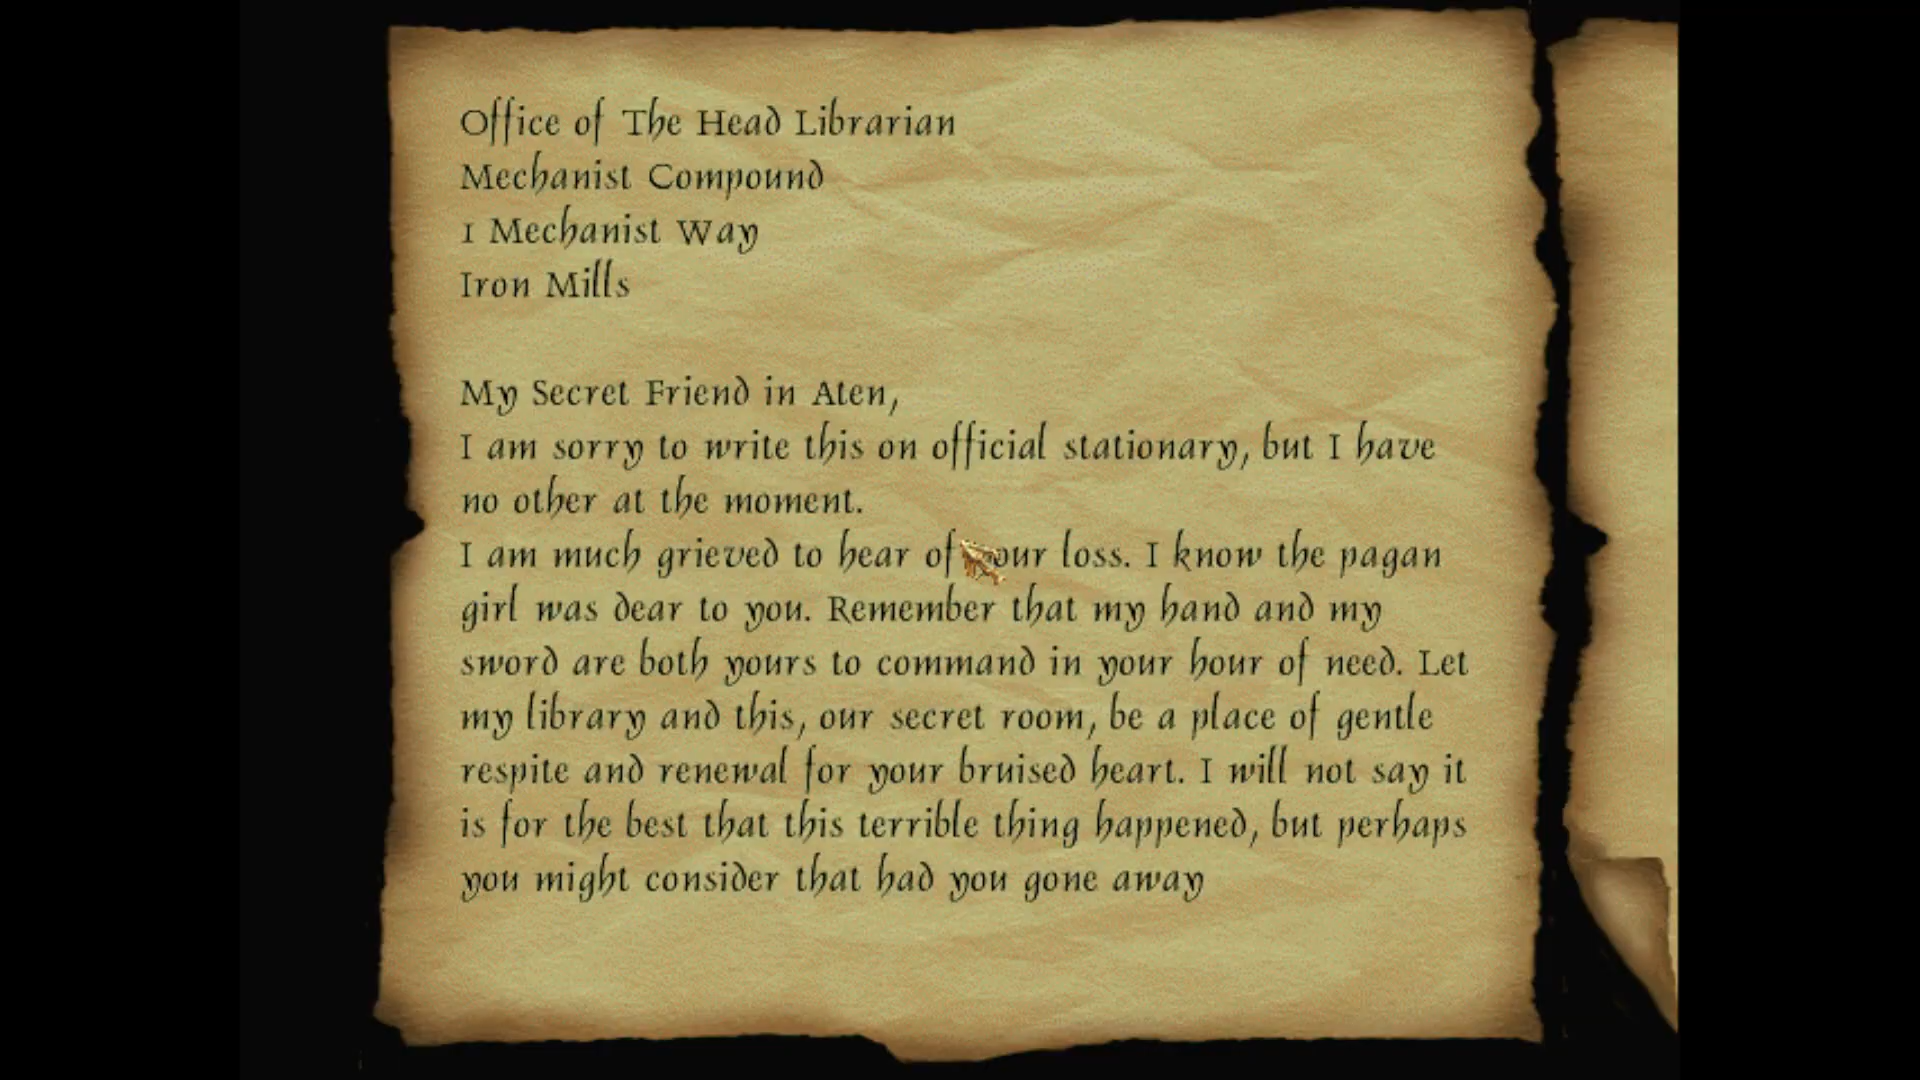 Office of The Head Librarian
Mechanist Compound
1 Mechanist Way
Iron Mills
My Secret Friend in Aten,
I am sorry to write this on official stationary, but I have
no other at the moment.
I am much grieved to hear of your loss. I know the pagan
girl was dear to you. Remember that my hand and my
sword are both yours to command in your hour of need. Let
my library and this, our secret room, be a place of gentle
respite and renewal for your bruised heart. I will not say it
is for the best that this terrible thing happened, but perhaps
you might consider that had you gone away